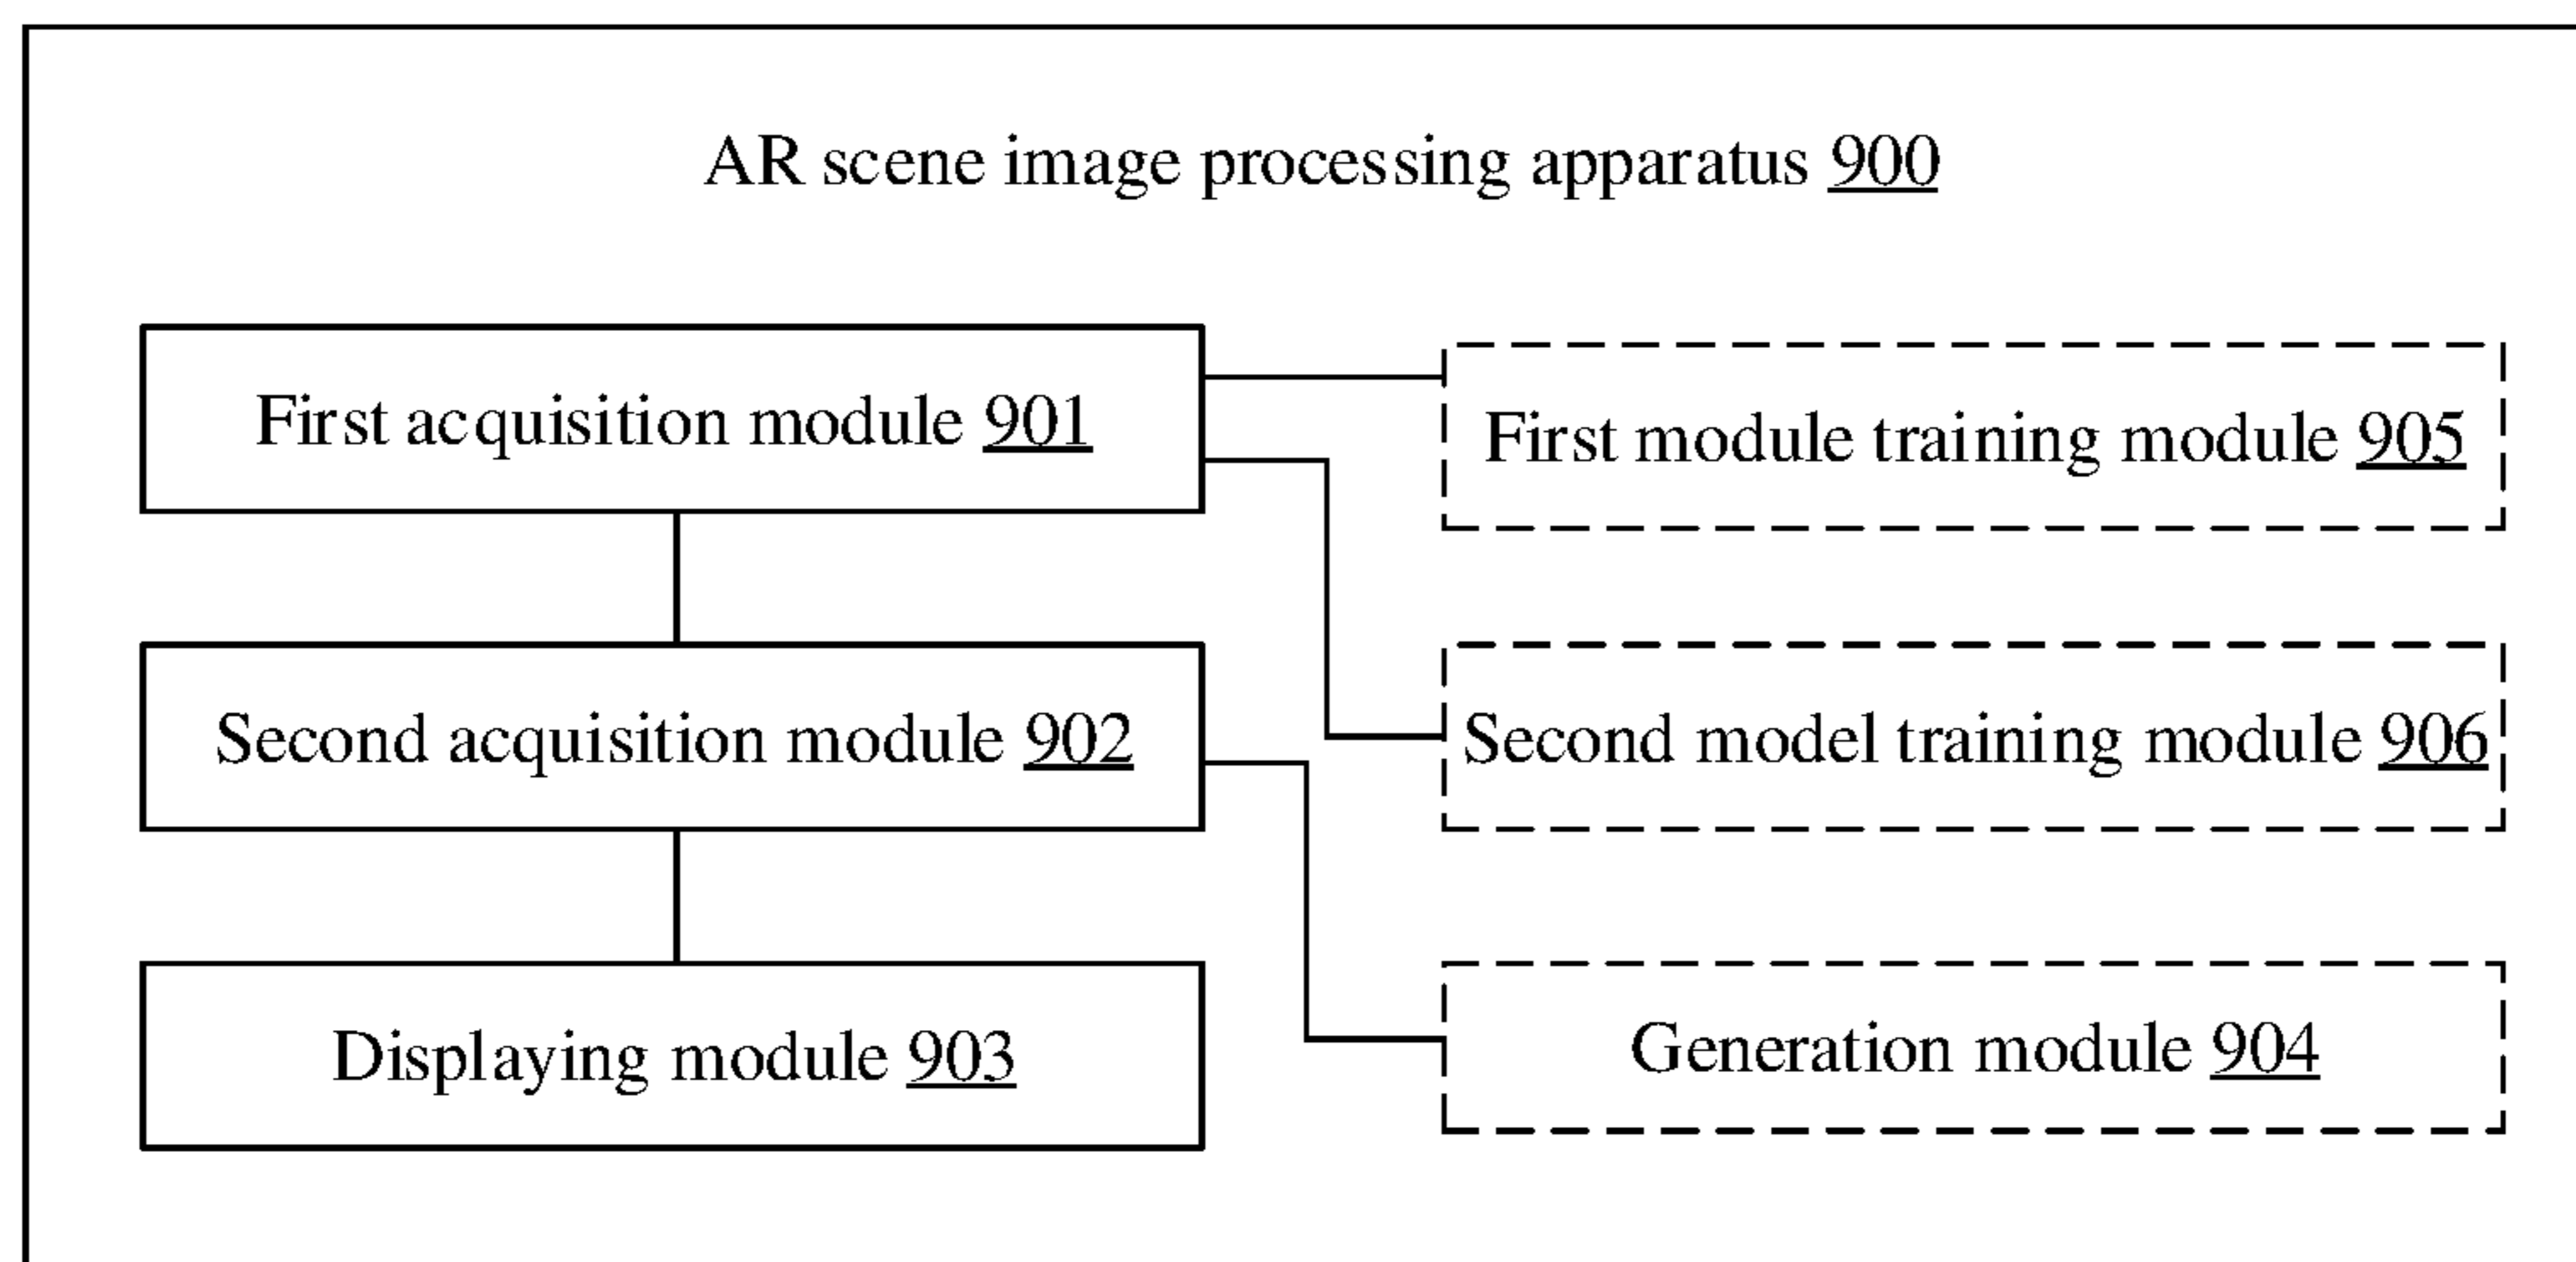 AR scene image processing apparatus 900
First acquisition module 901
First module training module 905
Second acquisition module 902
Second model training module 906
Displaying module 903
Generation module 904